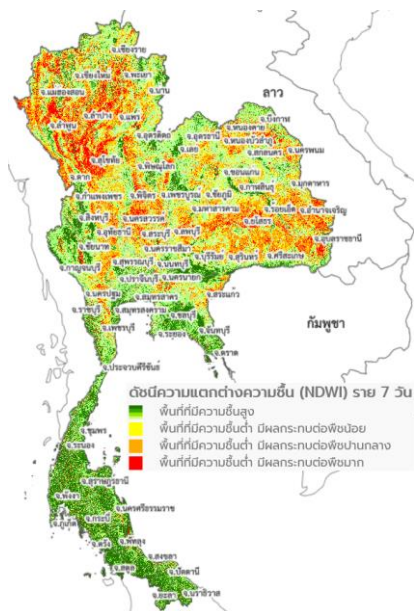 จ.เชียงราย
จ.เชียงใหม่
จ.พะเยา
จ.แม่ฮ่องสอน
จ.น่าน
ลาว
จ.ลำปาง
จ.แพร่
จ.ลำพูน
จ.บึงกาฬ
จ.อุตรดิตถ์
จ.อุดรธานี
จ.หนองคาย
จ.เลย
จ.หนองบัวลำภู
จ.นครพนม
จ.สุโขทัย
จ.สกลนคร
จ.พิษณุโลก
จ.ตาก
จ.ขอนแก่น
จ.มุกดาหาร
จ.กำแพงเพชร
จ.พิจิตร
จ.เพชรบูรณ์
จ.ชัยภูมิ
จ.กาฬสินธุ์
จ.มหาสารคาม
จ.ร้อยเอ็ด
จ.อำนาจเจริญ
จ.สิงห์บุรี
จ.นครสวรรค์
จ.ยโสธร
จ.อุทัยธานี
จ.สระบุรี
จ.ลพบุรี
จ.อุบลราชธานี
จ.ชัยนาท
จ.นครราชสีมา
จ.บุรีรัมย์
จ.สุรินทร์
จ.ศรีสะเกษ
จ.กาญจนบุรี
จ.สุพรรณบุรี
จ.นนทบุรี
จ.ปราจีนบุรี
จ.นครนายก
จ.นครปฐม
จ.สมุทรสาคร
จ.สระแก้ว
จ.ราชบุรี
จ.สมุทรสงคราม
จ.ชลบุรี
กัมพูชา
จ.เพชรบุรี
จ.ระยอง
จ.จันทบุรี
จ.ตราด
จ.ประจวบคีรีขันธ์
ดัชนีความแตกต่างความชื้น (NDWI) ราย 7 วัน
พื้นที่ที่มีความชื้นสูง
พื้นที่ที่มีความชื้นต่ำ มีผลกระทบต่อพืชน้อย
พื้นที่ที่มีความชื้นต่ำ มีผลกระทบต่อพืชปานกลาง
พื้นที่ที่มีความชื้นต่ำ มีผลกระทบต่อพืชมาก
จ.ชุมพร
จ.ระนอง
จ.สุราษฎร์ธานี
จ.พังงา
จ.นครศรีธรรมราช
จ.ภูเก็ต
จ.กระบี่
จ.ตรัง
จ.พัทลุง
จ.สงขลา
จ.สตูล
จ.ปัตตานี
จ.ยะลา
จ.นราธิวาส